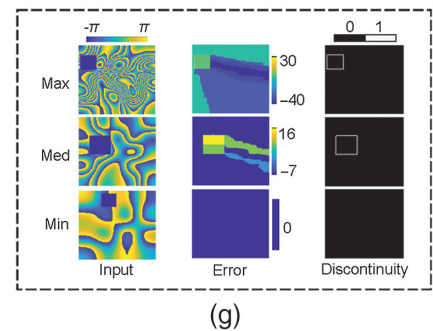 -π π
0 1
Max
30
-40
Med
16
-7
Min
0
Input Error Discontinuity
(g)